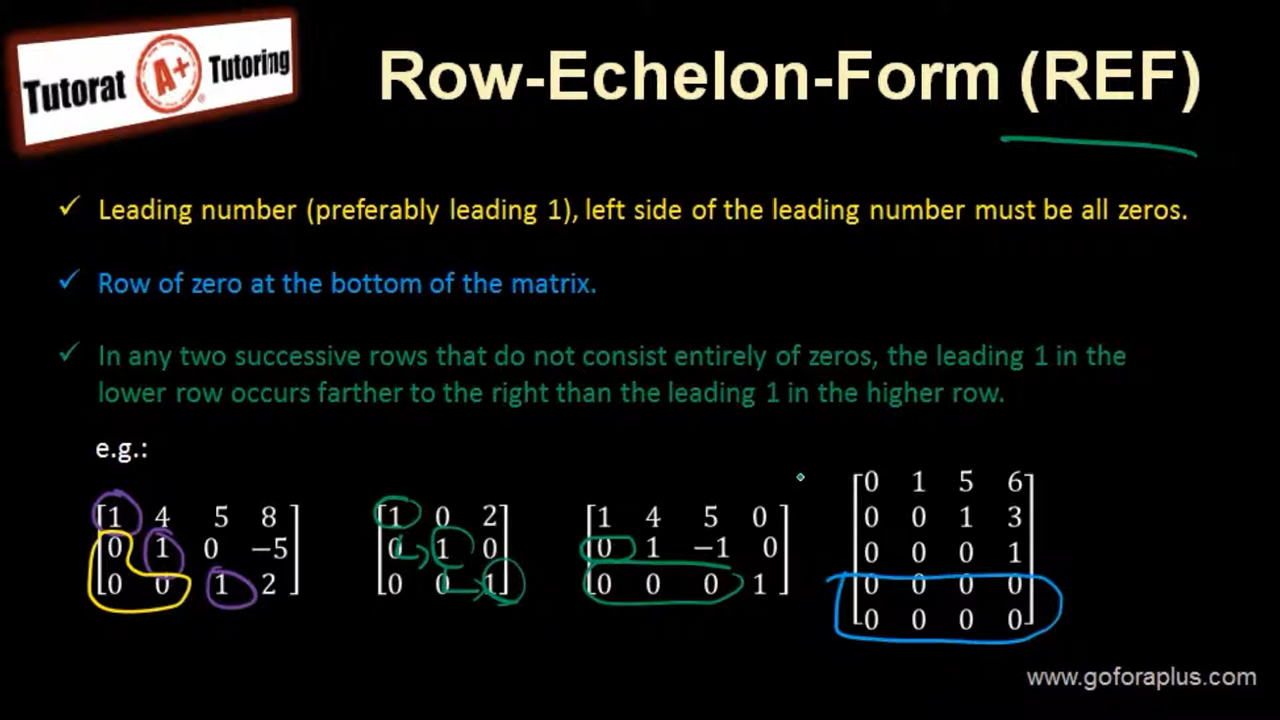 Tutorat A+ Tutoring
Row-Echelon-Form (REF)
✓ Leading number (preferably leading 1), left side of the leading number must be all zeros.
✓ Row of zero at the bottom of the matrix.
✓ In any two successive rows that do not consist entirely of zeros, the leading 1 in the
lower row occurs farther to the right than the leading 1 in the higher row.
e.g.:
1 4 5 8
0 1 0 −5
0 0 1 2
1 0 2
0 1 0
0 0 1
1 4 5 0
0 1 −1 0
0 0 0 1
0 1 5 6
0 0 1 3
0 0 0 1
0 0 0 0
0 0 0 0
www.goforaplus.com